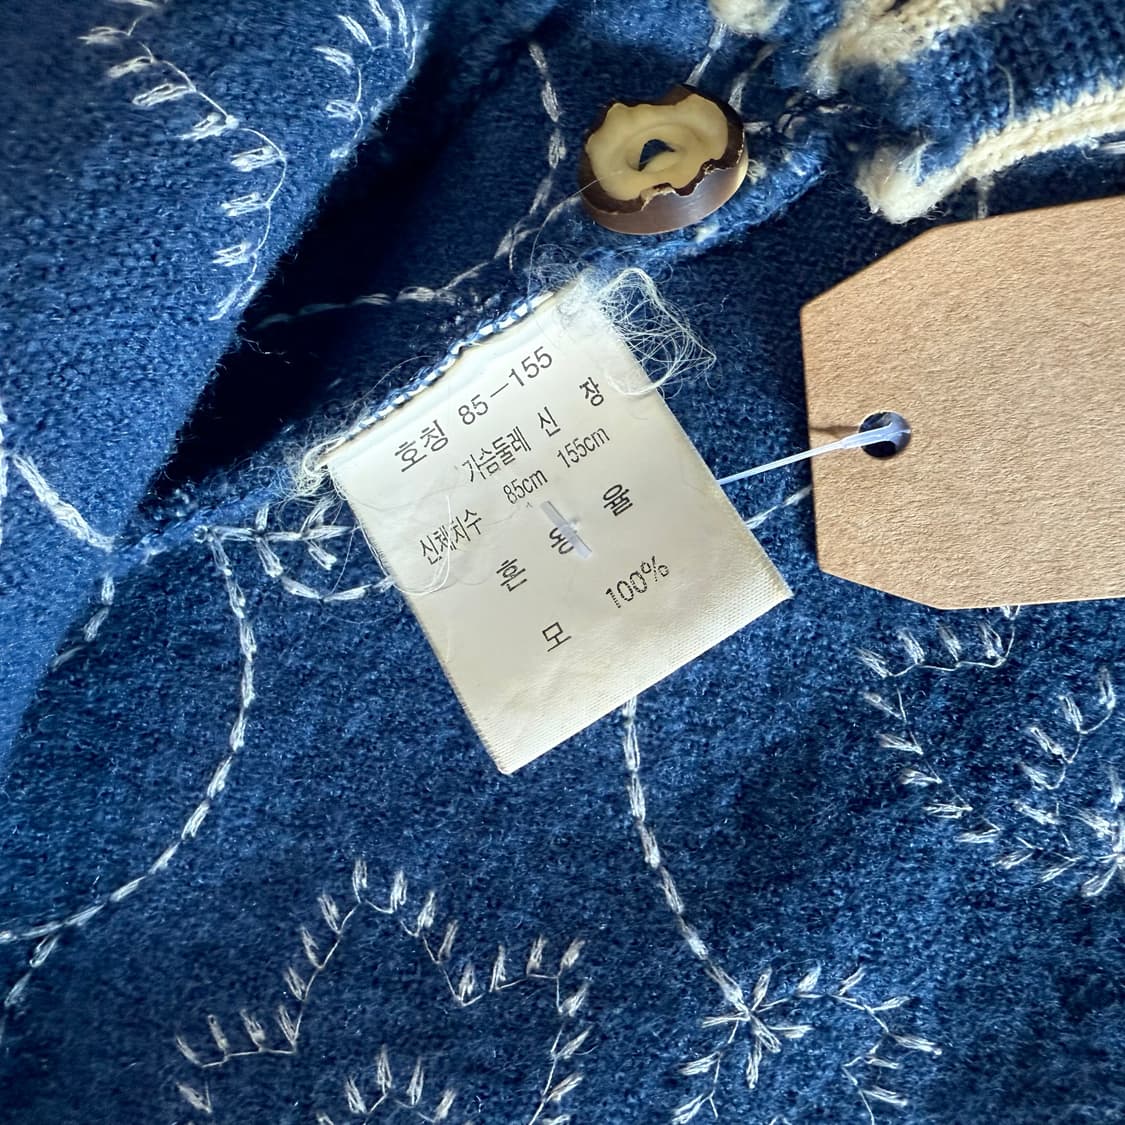 호칭 85-155
가슴둘레 신 장
신체치수 85cm 155cm
혼 용 율
모 100%